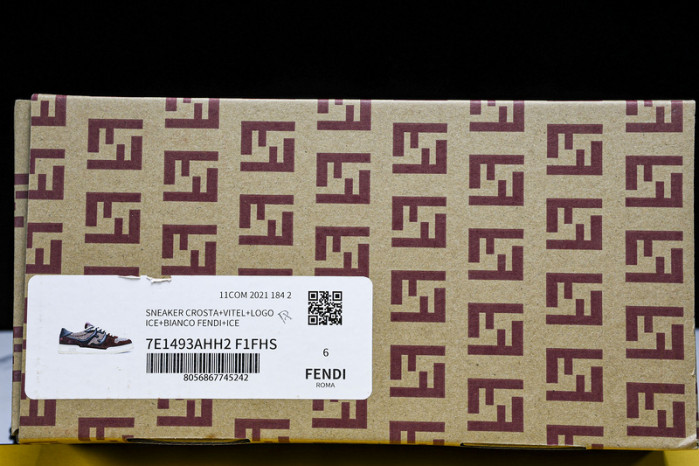 11COM 2021 184 2
SNEAKER CROSTA+VITEL+LOGO
ICE+BIANCO FENDI+ICE
7E1493AHH2 F1FHS
8056867745242
6
FENDI
ROMA